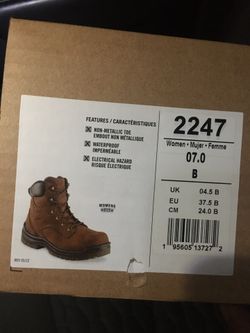 FEATURES / CARACTÉRISTIQUES
NON-METALLIC TOE
EMBOUT NON MÉTALLIQUE
WATERPROOF
IMPERMÉABLE
ELECTRICAL HAZARD
RISQUE ÉLECTRIQUE
2247
Women • Mujer • Femme
07.0
B
UK 04.5 B
EU 37.5 B
CM 24.0 B
1 95605 13727 2